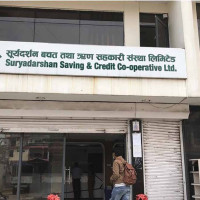 सूर्यदर्शन बचत तथा ऋण सहकारी संस्था लिमिटेड
Suryadarshan Saving & Credit Co-operative Ltd.